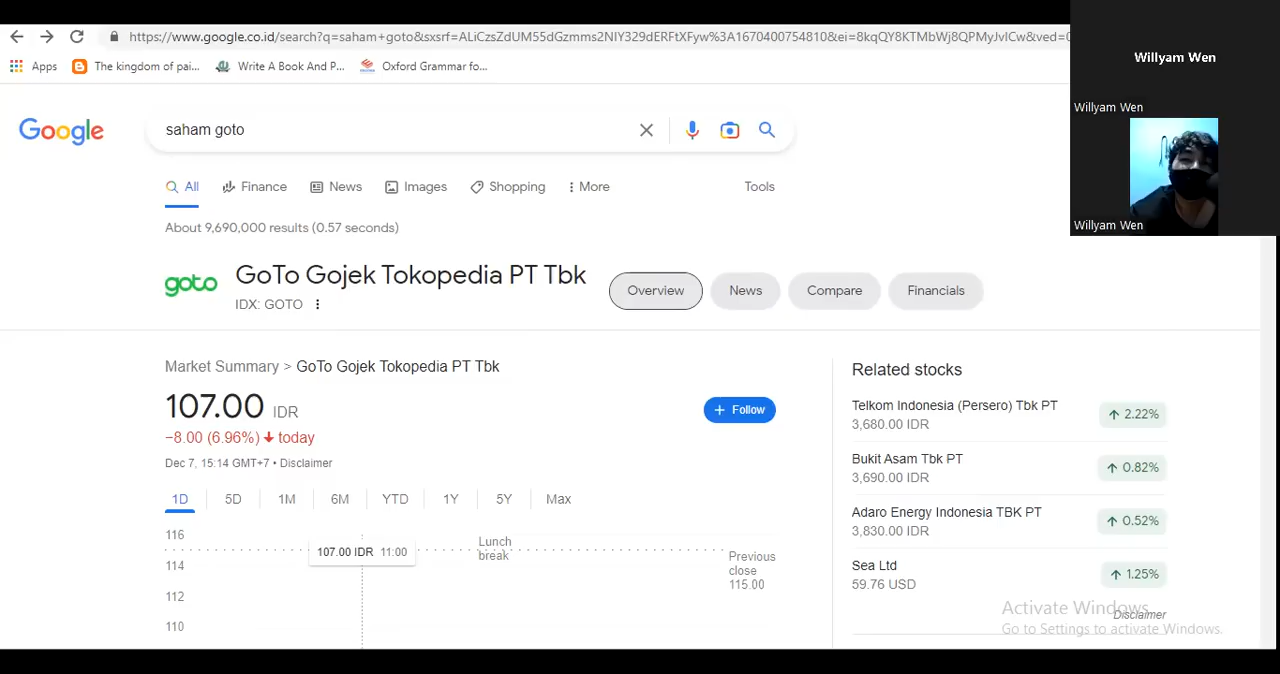 https://www.google.co.id/search?q=saham+goto&sxsrf=ALiCzsZdUM55dGzmms2NIY329dERFtXFyw%3A1670400754810&ei=8kqQY8KTMbWj8QPMyJvICw&ved=0
Apps The kingdom of pai... Write A Book And P... Oxford Grammar fo...
Willyam Wen
Willyam Wen
Willyam Wen
Google
saham goto
All Finance News Images Shopping More Tools
About 9,690,000 results (0.57 seconds)
goto
GoTo Gojek Tokopedia PT Tbk
IDX: GOTO
Overview News Compare Financials
Market Summary > GoTo Gojek Tokopedia PT Tbk
107.00 IDR
−8.00 (6.96%) today
+ Follow
Dec 7, 15:14 GMT+7 • Disclaimer
1D 5D 1M 6M YTD 1Y 5Y Max
116
114
112
110
107.00 IDR 11:00
Lunch
break
Previous
close
115.00
Related stocks
Telkom Indonesia (Persero) Tbk PT
3,680.00 IDR
2.22%
Bukit Asam Tbk PT
3,690.00 IDR
0.82%
Adaro Energy Indonesia TBK PT
3,830.00 IDR
0.52%
Sea Ltd
59.76 USD
1.25%
Disclaimer
Activate Windows
Go to Settings to activate Windows.